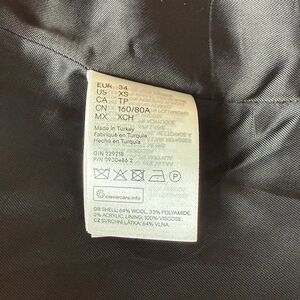 EUR 34
US XS
CA TP
CN 160/80A
MX XCH
Made in Turkey
Fabriqué en Turquie
Hecho en Turquía
O/N 229218
P/N 0930486 2
clevercare.info
GB SHELL: 64% WOOL, 33% POLYAMIDE,
3% ACRYLIC; LINING: 100% VISCOSE.
CZ SVRCHNÍ LÁTKA: 64% VLNA,